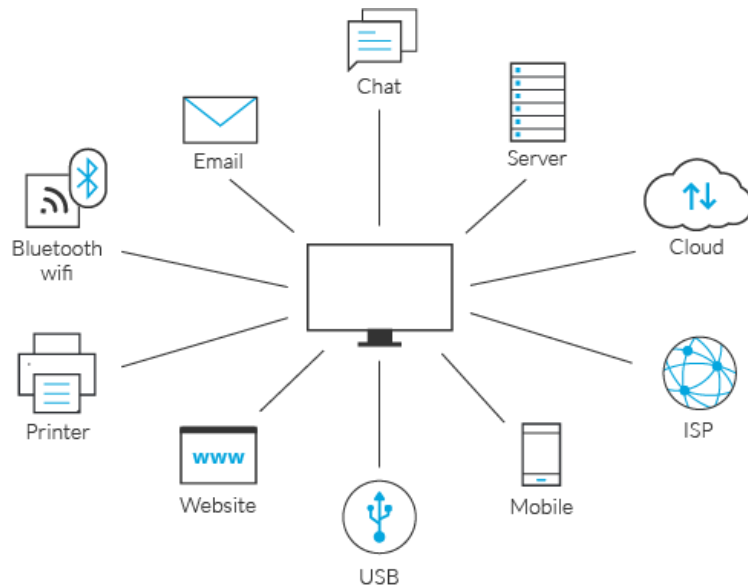 Chat
Email
Server
Bluetooth
wifi
Cloud
Printer
ISP
www
Website
Mobile
USB